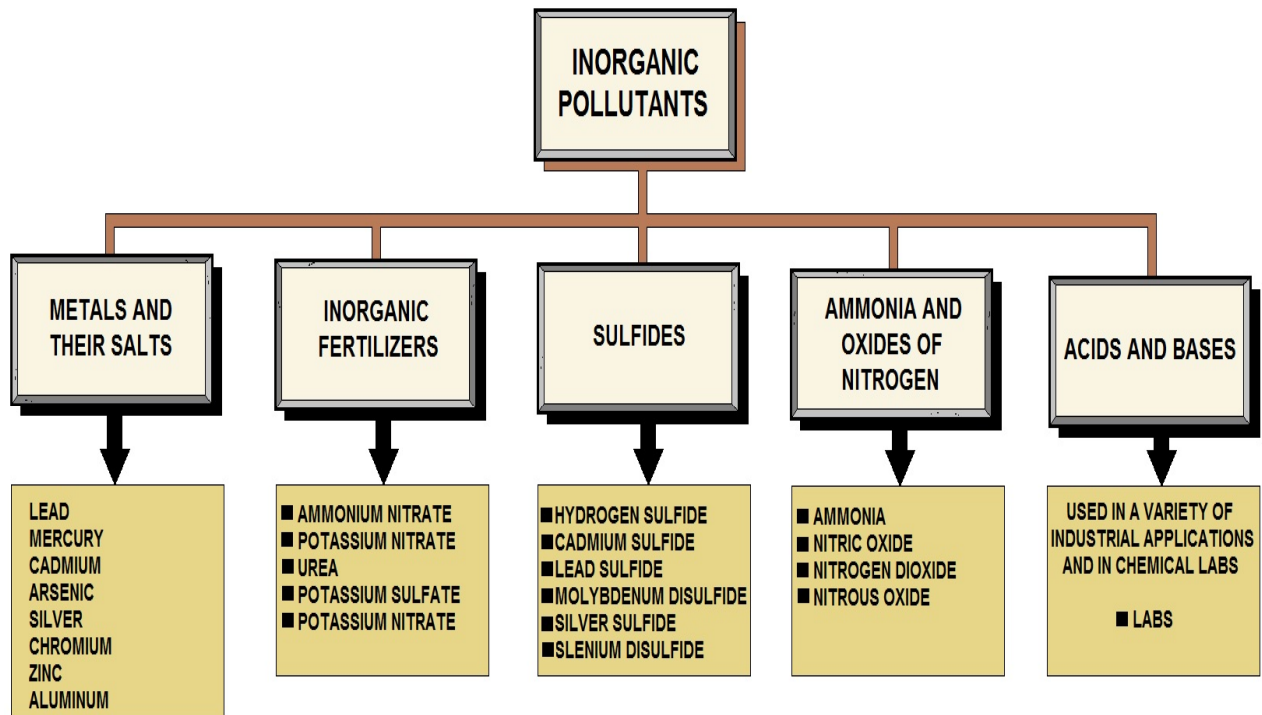 INORGANIC
POLLUTANTS
METALS AND
THEIR SALTS
INORGANIC
FERTILIZERS
SULFIDES
AMMONIA AND
OXIDES OF
NITROGEN
ACIDS AND BASES
LEAD
MERCURY
CADMIUM
ARSENIC
SILVER
CHROMIUM
ZINC
ALUMINUM
■ AMMONIUM NITRATE
■ POTASSIUM NITRATE
■ UREA
■ POTASSIUM SULFATE
■ POTASSIUM NITRATE
■ HYDROGEN SULFIDE
■ CADMIUM SULFIDE
■ LEAD SULFIDE
■ MOLYBDENUM DISULFIDE
■ SILVER SULFIDE
■ SLENIUM DISULFIDE
■ AMMONIA
■ NITRIC OXIDE
■ NITROGEN DIOXIDE
■ NITROUS OXIDE
USED IN A VARIETY OF
INDUSTRIAL APPLICATIONS
AND IN CHEMICAL LABS
■ LABS